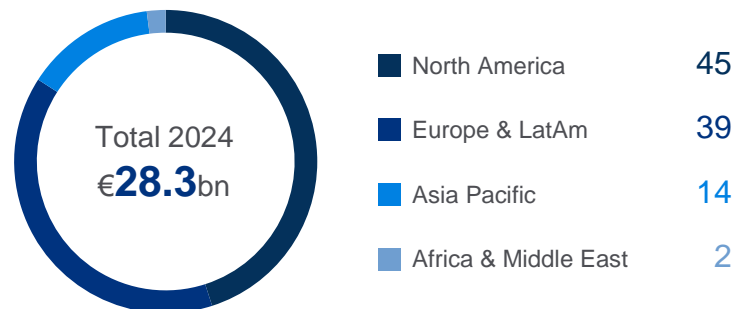 Total 2024
€28.3bn
North America 45
Europe & LatAm 39
Asia Pacific 14
Africa & Middle East 2